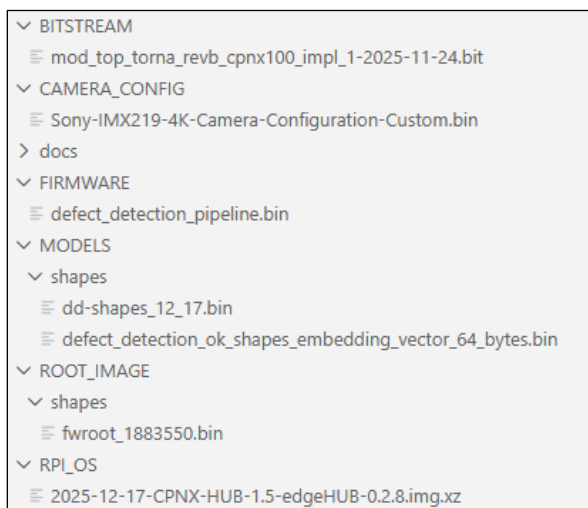 BITSTREAM
mod_top_torna_revb_cpnx100_impl_1-2025-11-24.bit
CAMERA_CONFIG
Sony-IMX219-4K-Camera-Configuration-Custom.bin
docs
FIRMWARE
defect_detection_pipeline.bin
MODELS
shapes
dd-shapes_12_17.bin
defect_detection_ok_shapes_embedding_vector_64_bytes.bin
ROOT_IMAGE
shapes
fwroot_1883550.bin
RPI_OS
2025-12-17-CPNX-HUB-1.5-edgeHUB-0.2.8.img.xz